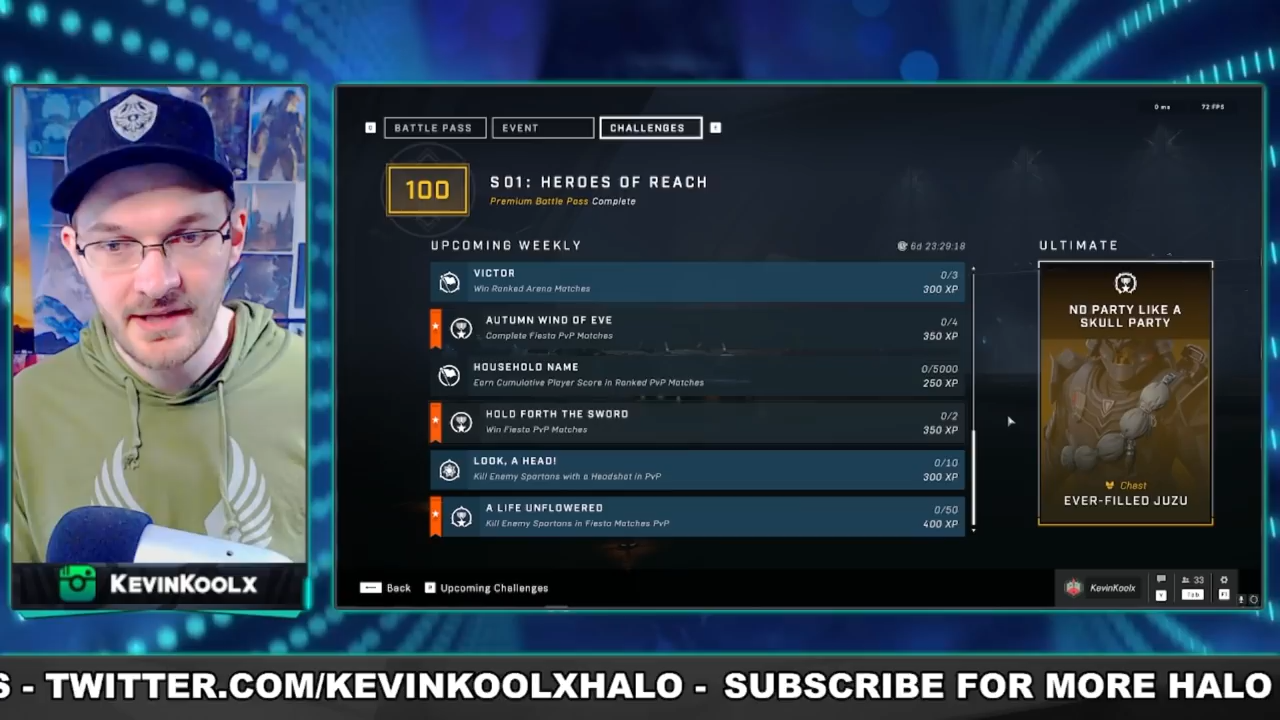 0 ms 72 FPS
BATTLE PASS EVENT CHALLENGES
100
S01: HEROES OF REACH
Premium Battle Pass Complete
UPCOMING WEEKLY
6d 23:29:18
VICTOR
Win Ranked Arena Matches
0/3
300 XP
AUTUMN WIND OF EVE
Complete Fiesta PvP Matches
0/4
350 XP
HOUSEHOLD NAME
Earn Cumulative Player Score in Ranked PvP Matches
0/5000
250 XP
HOLD FORTH THE SWORD
Win Fiesta PvP Matches
0/2
350 XP
LOOK, A HEAD!
Kill Enemy Spartans with a Headshot in PvP
0/10
300 XP
A LIFE UNFLOWERED
Kill Enemy Spartans in Fiesta Matches PvP
0/50
400 XP
ULTIMATE
NO PARTY LIKE A
SKULL PARTY
Chest
EVER-FILLED JUZU
Back Upcoming Challenges
KevinKoolx
33
Tab
KEVINKOOLX
S - TWITTER.COM/KEVINKOOLXHALO - SUBSCRIBE FOR MORE HALO